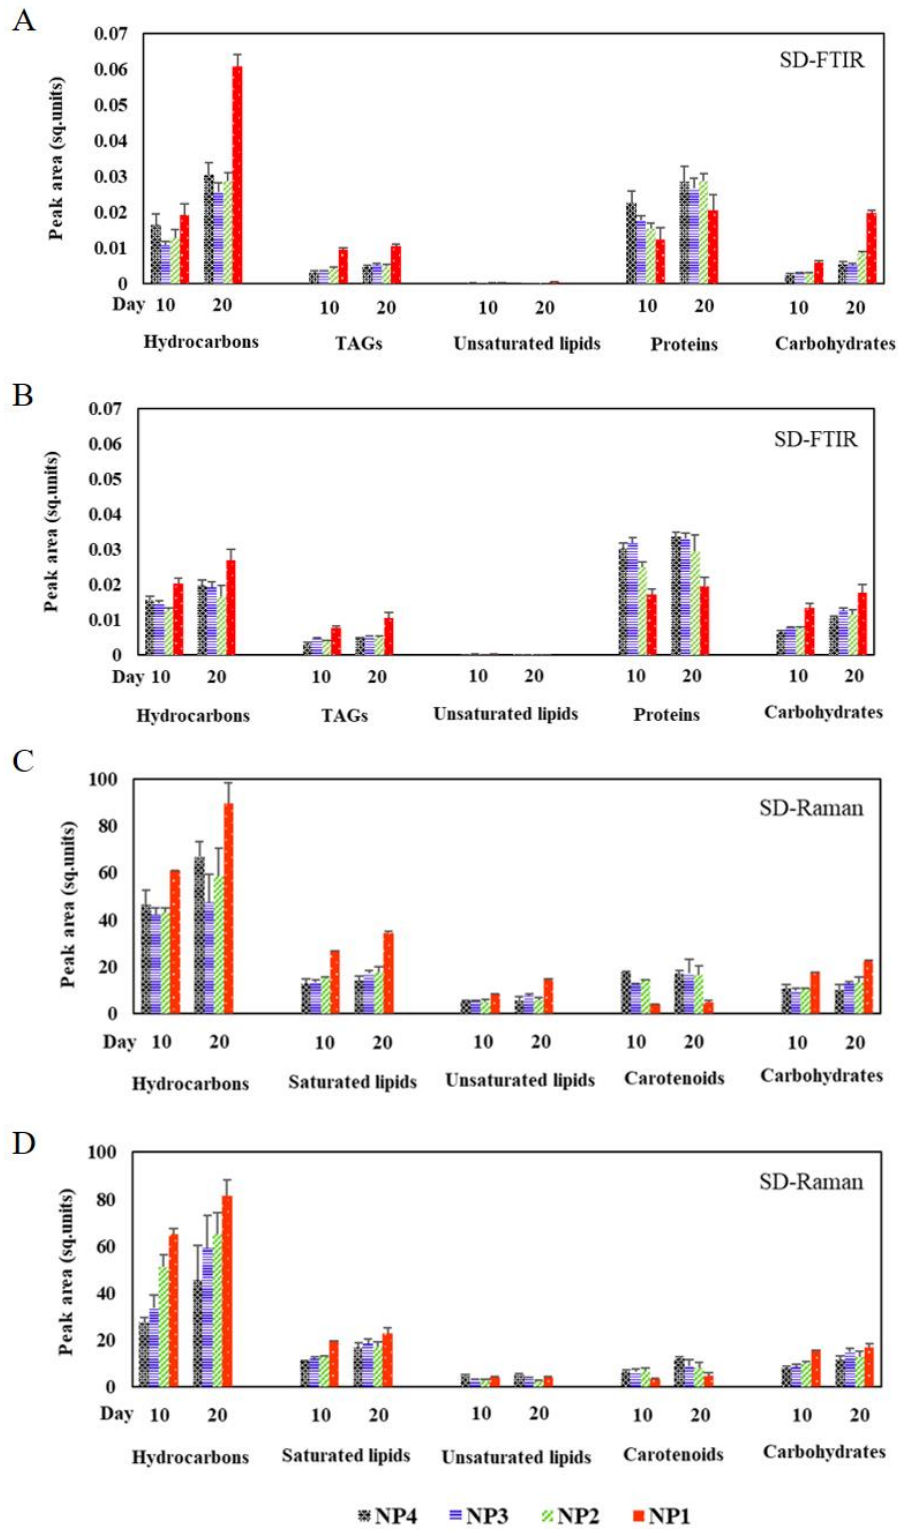 A
SD-FTIR
Peak area (sq.units)
0.07
0.06
0.05
0.04
0.03
0.02
0.01
0
Day 10 20 10 20 10 20 10 20 10 20
Hydrocarbons TAGs Unsaturated lipids Proteins Carbohydrates
B
SD-FTIR
Peak area (sq.units)
0.07
0.06
0.05
0.04
0.03
0.02
0.01
0
Day 10 20 10 20 10 20 10 20 10 20
Hydrocarbons TAGs Unsaturated lipids Proteins Carbohydrates
C
SD-Raman
Peak area (sq.units)
100
80
60
40
20
0
Day 10 20 10 20 10 20 10 20 10 20
Hydrocarbons Saturated lipids Unsaturated lipids Carotenoids Carbohydrates
D
SD-Raman
Peak area (sq.units)
100
80
60
40
20
0
Day 10 20 10 20 10 20 10 20 10 20
Hydrocarbons Saturated lipids Unsaturated lipids Carotenoids Carbohydrates
NP4 NP3 NP2 NP1